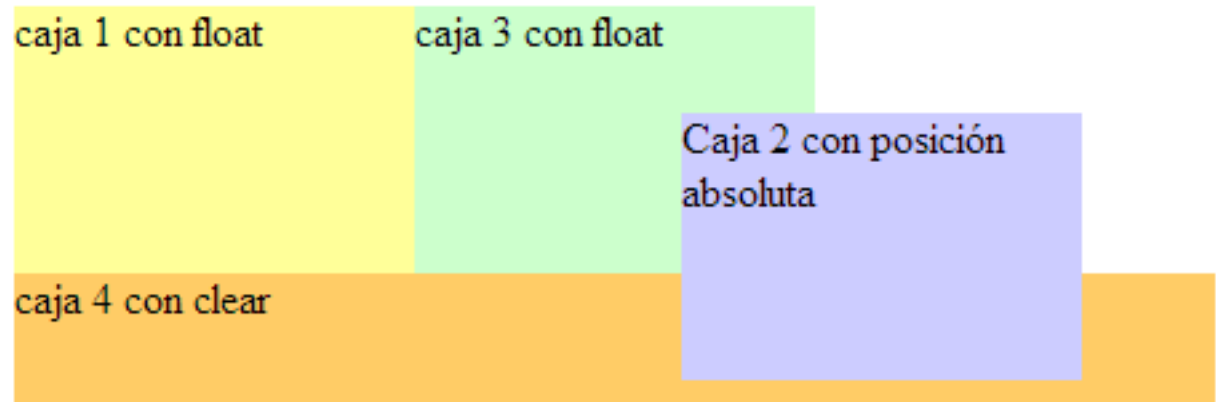 caja 1 con float
caja 3 con float
Caja 2 con posición
absoluta
caja 4 con clear